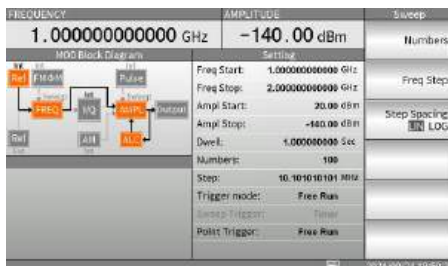 FREQUENCY
AMPLITUDE
Sweep
1.000000000000 GHz
-140.00 dBm
Numbers
MOD Block Diagram
Setting
Freq Start: 1.000000000000 GHz
Freq Stop: 2.000000000000 GHz
Ampl Start: 20.00 dBm
Ampl Stop: -140.00 dBm
Dwell: 1.000000000 Sec
Numbers: 100
Step: 10.101010101 MHz
Trigger mode: Free Run
Sweep Trigger: Timer
Point Trigger: Free Run
Freq Step
Step Spacing
LIN LOG
Int
Int
Ref
FMΦM
Pulse
FREQ
I/Q
AMPL
Output
AM
ALC